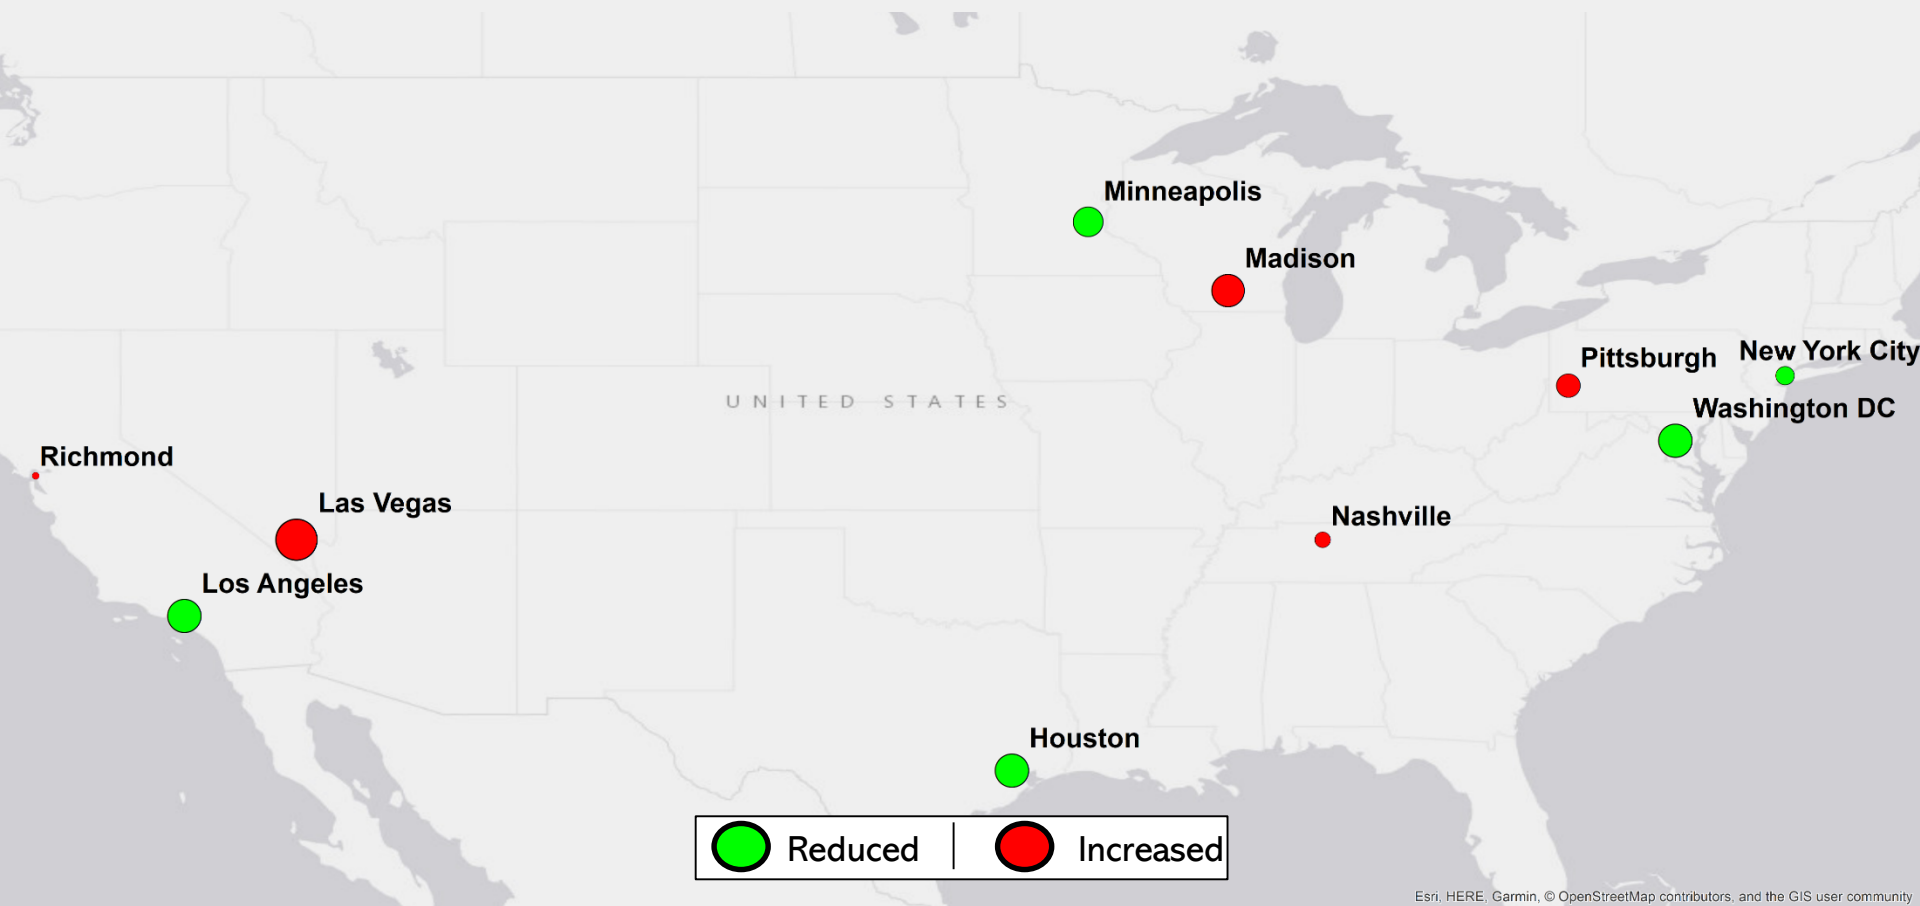 Minneapolis
Madison
Pittsburgh
New York City
UNITED STATES
Washington DC
Richmond
Las Vegas
Nashville
Los Angeles
Houston
Reduced | Increased
Esri, HERE, Garmin, © OpenStreetMap contributors, and the GIS user community